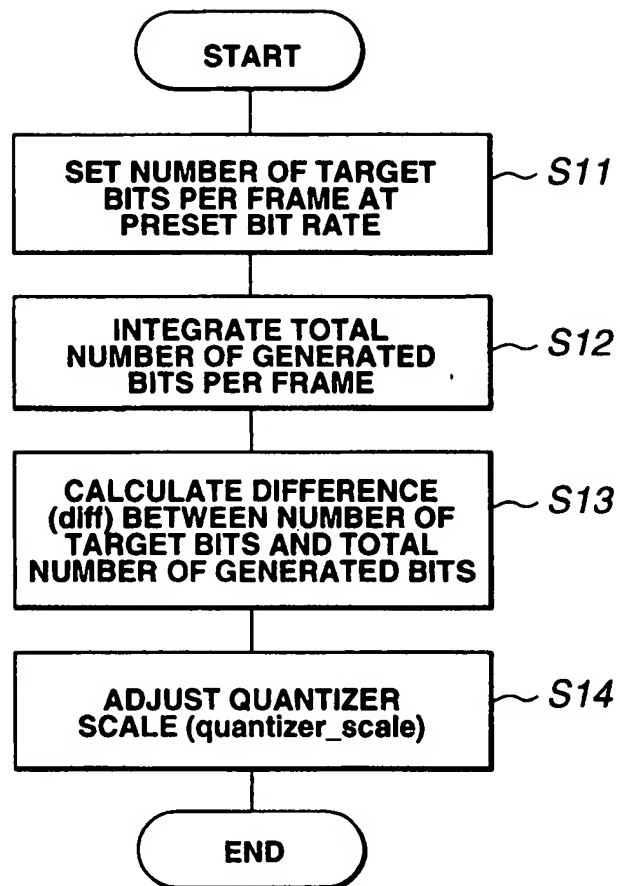 START
SET NUMBER OF TARGET
BITS PER FRAME AT
PRESET BIT RATE
S11
INTEGRATE TOTAL
NUMBER OF GENERATED
BITS PER FRAME
S12
CALCULATE DIFFERENCE
(diff) BETWEEN NUMBER OF
TARGET BITS AND TOTAL
NUMBER OF GENERATED BITS
S13
ADJUST QUANTIZER
SCALE (quantizer_scale)
S14
END